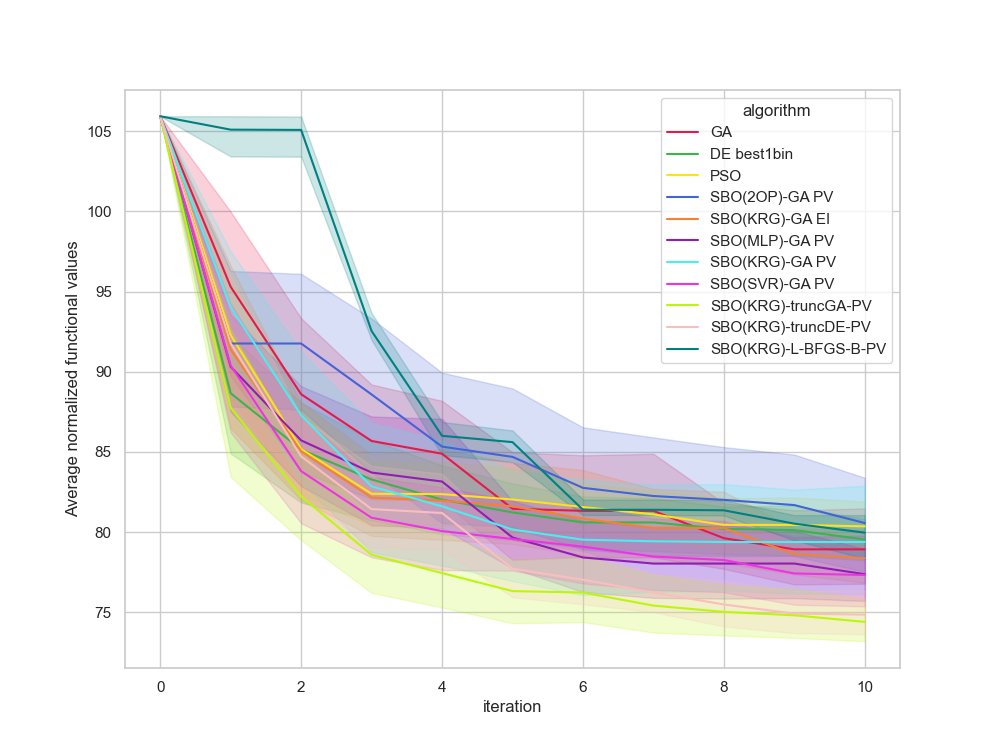 105
100
95
90
85
80
75
Average normalized functional values
0
2
4
6
8
10
iteration
algorithm
GA
DE best1bin
PSO
SBO(2OP)-GA PV
SBO(KRG)-GA EI
SBO(MLP)-GA PV
SBO(KRG)-GA PV
SBO(SVR)-GA PV
SBO(KRG)-truncGA-PV
SBO(KRG)-truncDE-PV
SBO(KRG)-L-BFGS-B-PV